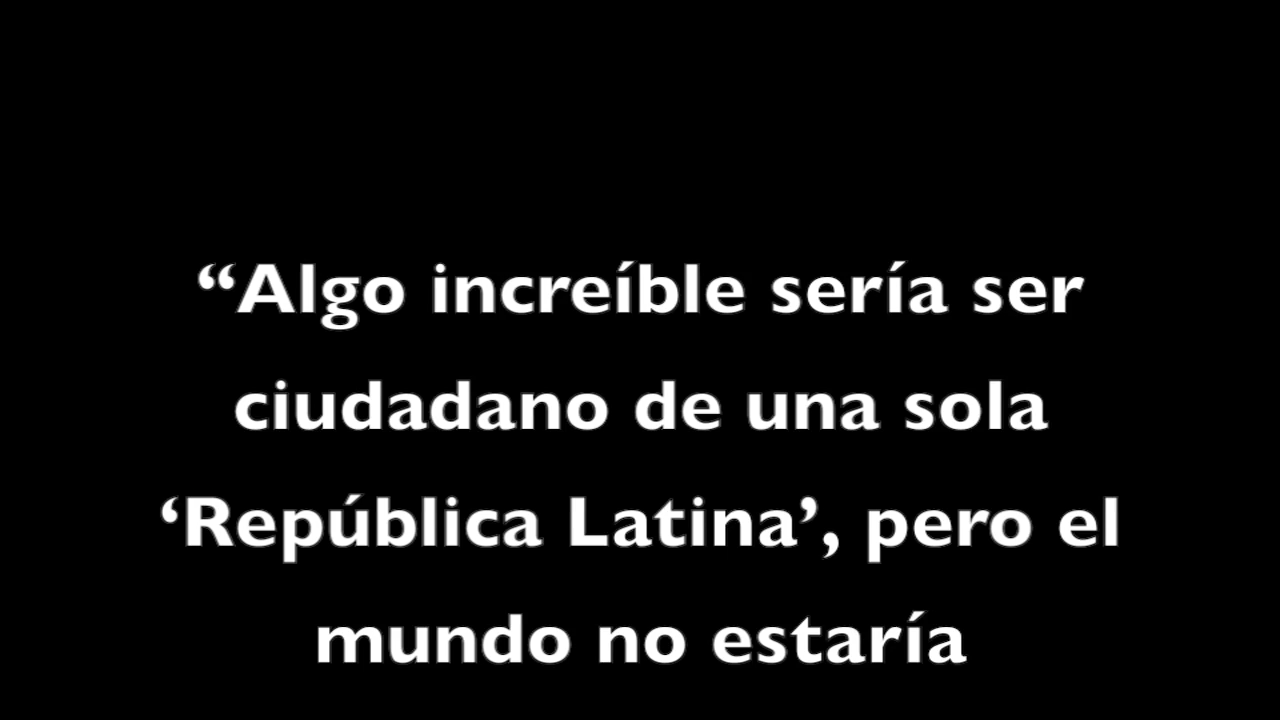 “Algo increíble sería ser
ciudadano de una sola
‘República Latina’, pero el
mundo no estaría